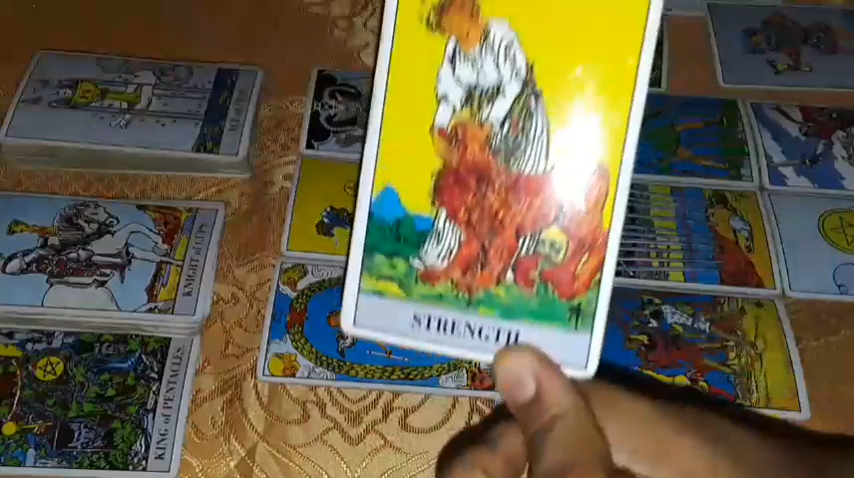 STRENGTH
KNIGHT of CUPS
KING of PENTACLES